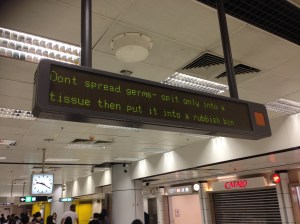 Dont spread germs- spit only into a
tissue then put it into a rubbish bin
CATALO